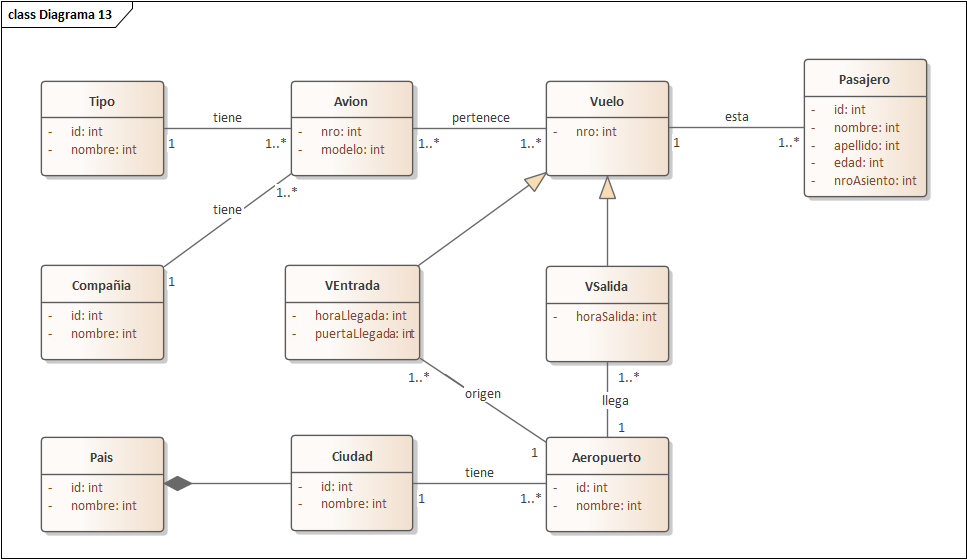 class Diagrama 13
Tipo
- id: int
- nombre: int
tiene
1
1..*
Avion
- nro: int
- modelo: int
pertenece
1..*
1..*
Vuelo
- nro: int
esta
1
1..*
Pasajero
- id: int
- nombre: int
- apellido: int
- edad: int
- nroAsiento: int
1..*
tiene
1
Compañia
- id: int
- nombre: int
VEntrada
- horaLlegada: int
- puertaLlegada: int
VSalida
- horaSalida: int
1..*
origen
1
1..*
llega
1
Pais
- id: int
- nombre: int
Ciudad
- id: int
- nombre: int
tiene
1
1..*
Aeropuerto
- id: int
- nombre: int